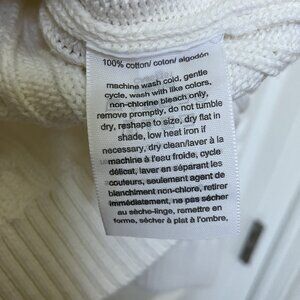 100% cotton/ coton/ algodón
machine wash cold, gentle
cycle, wash with like colors,
non-chlorine bleach only,
remove promptly, do not tumble
dry, reshape to size, dry flat in
shade, low heat iron if
necessary, dry clean/laver à la
machine à l'eau froide, cycle
délicat, laver en séparant les
couleurs, seulement agent de
blanchiment non-chlore, retirer
immédiatement, ne pas sécher
au sèche-linge, remettre en
forme, sécher à plat à l'ombre,